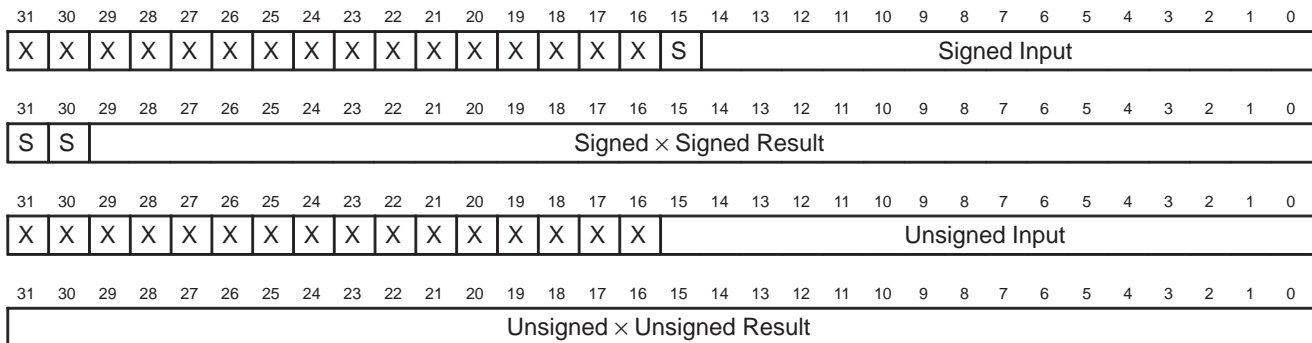 31 30 29 28 27 26 25 24 23 22 21 20 19 18 17 16 15 14 13 12 11 10 9 8 7 6 5 4 3 2 1 0
X X X X X X X X X X X X X X X X S Signed Input
31 30 29 28 27 26 25 24 23 22 21 20 19 18 17 16 15 14 13 12 11 10 9 8 7 6 5 4 3 2 1 0
S S Signed × Signed Result
31 30 29 28 27 26 25 24 23 22 21 20 19 18 17 16 15 14 13 12 11 10 9 8 7 6 5 4 3 2 1 0
X X X X X X X X X X X X X X X X Unsigned Input
31 30 29 28 27 26 25 24 23 22 21 20 19 18 17 16 15 14 13 12 11 10 9 8 7 6 5 4 3 2 1 0
Unsigned × Unsigned Result